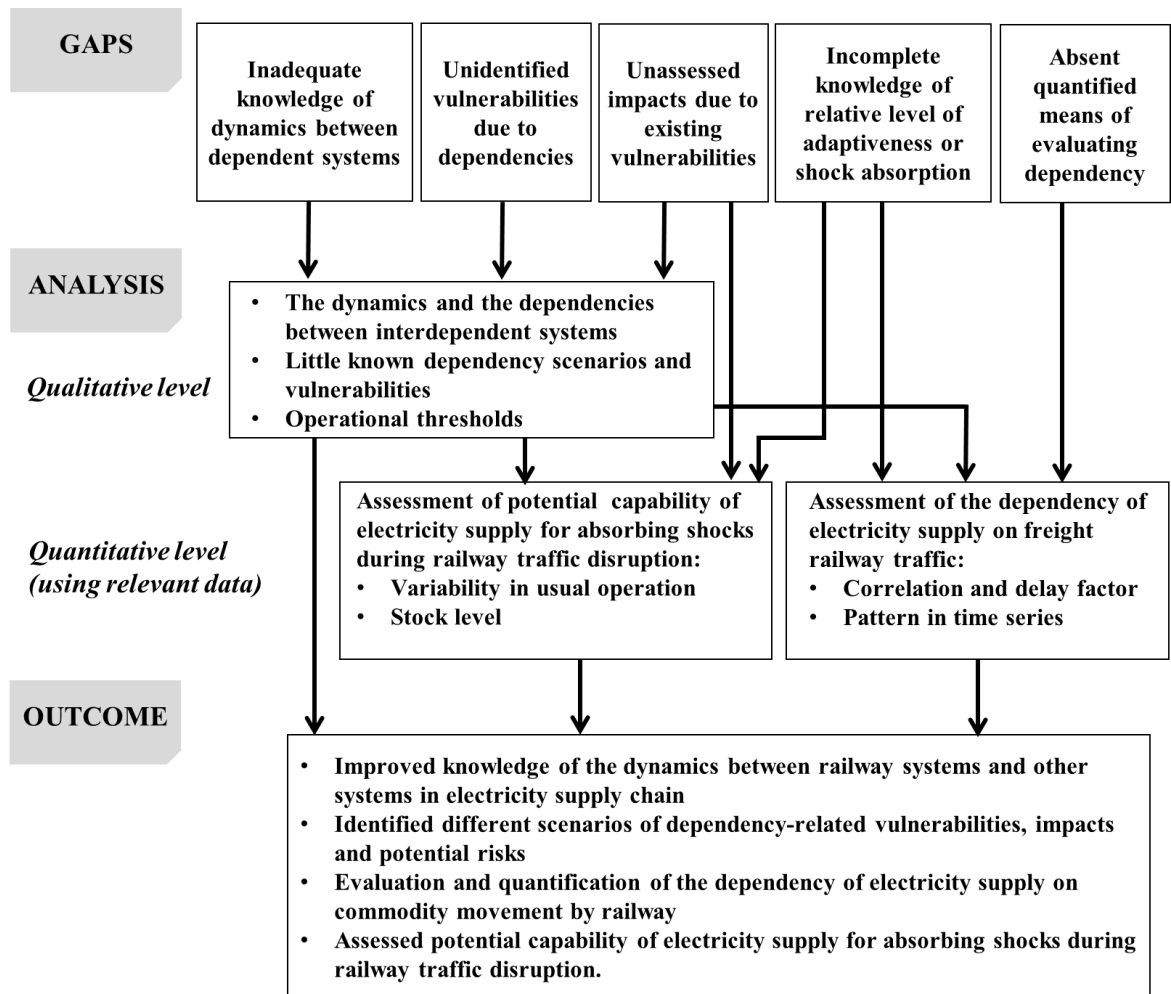 GAPS
Inadequate
knowledge of
dynamics between
dependent systems
Unidentified
vulnerabilities
due to
dependencies
Unassessed
impacts due to
existing
vulnerabilities
Incomplete
knowledge of
relative level of
adaptiveness or
shock absorption
Absent
quantified
means of
evaluating
dependency
ANALYSIS
• The dynamics and the dependencies
between interdependent systems
• Little known dependency scenarios and
vulnerabilities
• Operational thresholds
Qualitative level
Quantitative level
(using relevant data)
Assessment of potential capability of
electricity supply for absorbing shocks
during railway traffic disruption:
• Variability in usual operation
• Stock level
Assessment of the dependency of
electricity supply on freight
railway traffic:
• Correlation and delay factor
• Pattern in time series
OUTCOME
• Improved knowledge of the dynamics between railway systems and other
systems in electricity supply chain
• Identified different scenarios of dependency-related vulnerabilities, impacts
and potential risks
• Evaluation and quantification of the dependency of electricity supply on
commodity movement by railway
• Assessed potential capability of electricity supply for absorbing shocks during
railway traffic disruption.